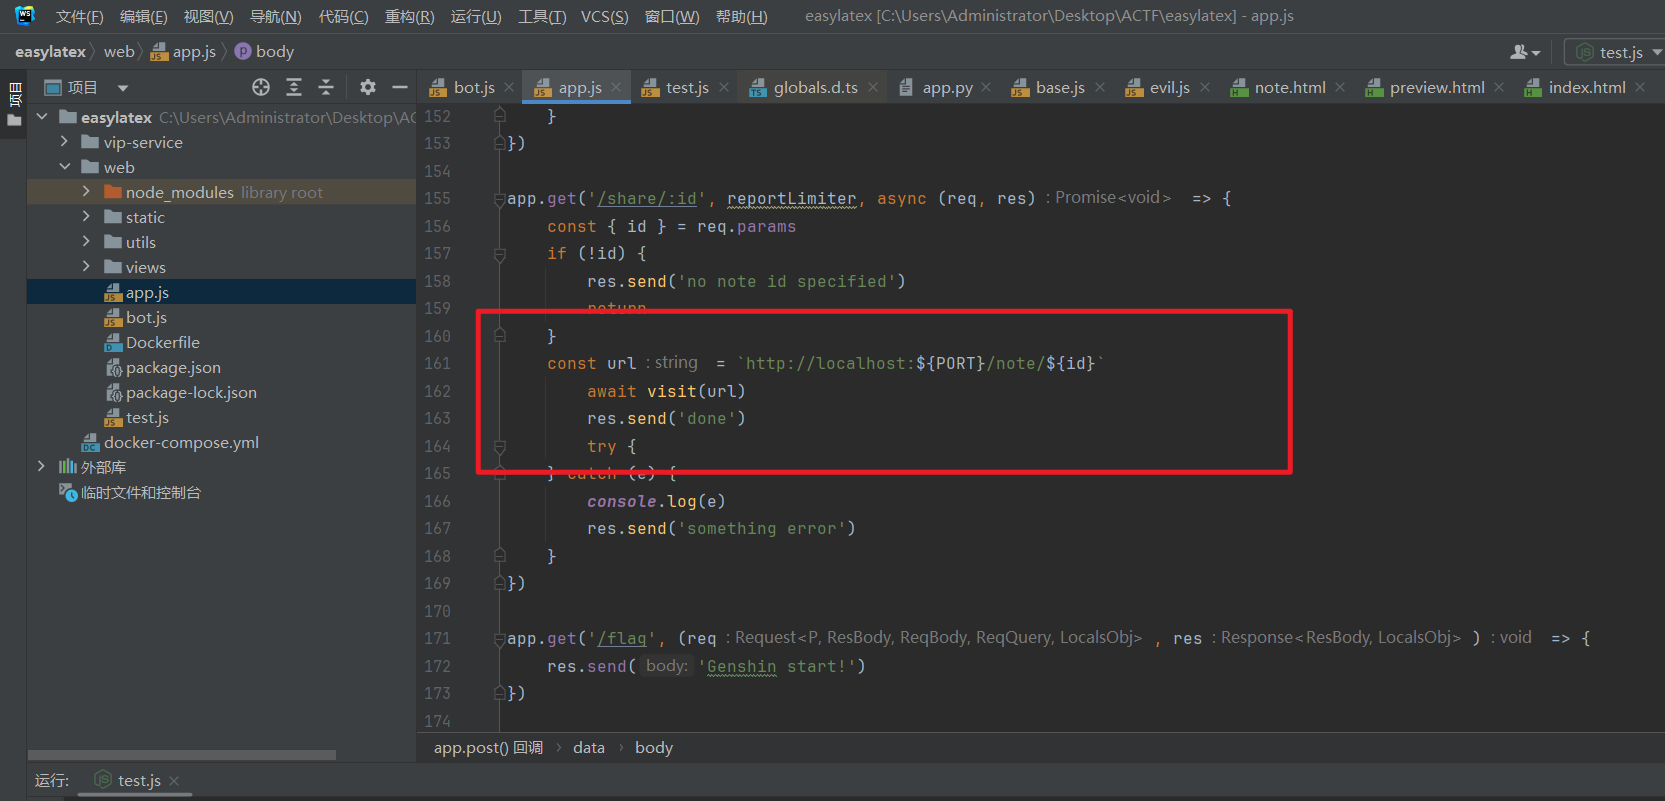 文件(F) 编辑(E) 视图(V) 导航(N) 代码(C) 重构(R) 运行(U) 工具(T) VCS(S) 窗口(W) 帮助(H) easylatex [C:\Users\Administrator\Desktop\ACTF\easylatex] - app.js
easylatex web app.js p body test.js
项目
项目 bot.js app.js test.js globals.d.ts app.py base.js evil.js note.html preview.html index.html
easylatex C:\Users\Administrator\Desktop\AC
vip-service
web
node_modules library root
static
utils
views
app.js
bot.js
Dockerfile
package.json
package-lock.json
test.js
docker-compose.yml
外部库
临时文件和控制台
152 }
153 })
154
155 app.get('/share/:id', reportLimiter, async (req, res) : Promise<void> => {
156 const { id } = req.params
157 if (!id) {
158 res.send('no note id specified')
159 return
160 }
161 const url : string = `http://localhost:${PORT}/note/${id}`
162 await visit(url)
163 res.send('done')
164 try {
165 } catch (e) {
166 console.log(e)
167 res.send('something error')
168 }
169 })
170
171 app.get('/flag', (req : Request<P, ResBody, ReqBody, ReqQuery, LocalsObj> , res : Response<ResBody, LocalsObj> ) : void => {
172 res.send( body: 'Genshin start!')
173 })
174
app.post() 回调 › data › body
运行: test.js